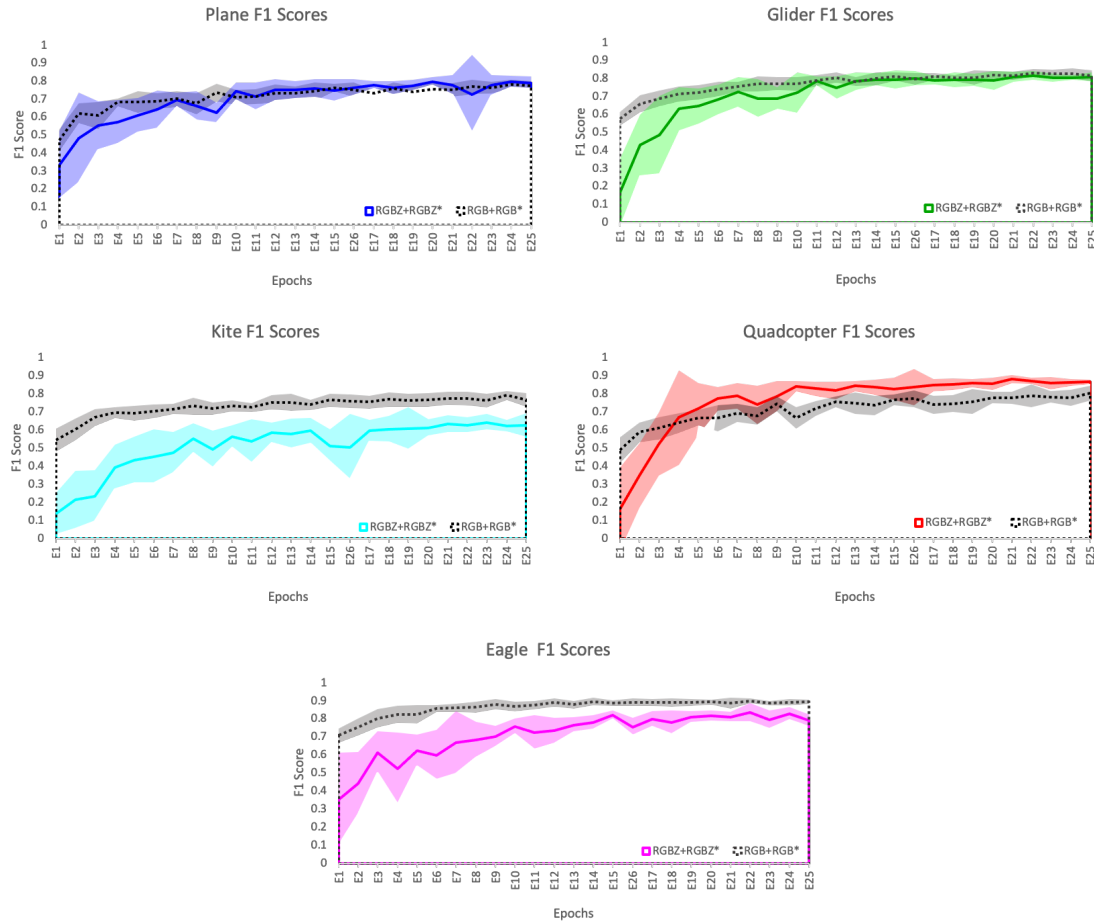 Plane F1 Scores
1
0.9
0.8
0.7
0.6
0.5
0.4
0.3
0.2
0.1
0
F1 Score
RGBZ+RGBZ* RGB+RGB*
E1 E2 E3 E4 E5 E6 E7 E8 E9 E10 E11 E12 E13 E14 E15 E26 E17 E18 E19 E20 E21 E22 E23 E24 E25
Epochs
Glider F1 Scores
1
0.9
0.8
0.7
0.6
0.5
0.4
0.3
0.2
0.1
0
F1 Score
RGBZ+RGBZ* RGB+RGB*
E1 E2 E3 E4 E5 E6 E7 E8 E9 E10 E11 E12 E13 E14 E15 E26 E17 E18 E19 E20 E21 E22 E23 E24 E25
Epochs
Kite F1 Scores
1
0.9
0.8
0.7
0.6
0.5
0.4
0.3
0.2
0.1
0
F1 Score
RGBZ+RGBZ* RGB+RGB*
E1 E2 E3 E4 E5 E6 E7 E8 E9 E10 E11 E12 E13 E14 E15 E26 E17 E18 E19 E20 E21 E22 E23 E24 E25
Epochs
Quadcopter F1 Scores
1
0.9
0.8
0.7
0.6
0.5
0.4
0.3
0.2
0.1
0
F1 Score
RGBZ+RGBZ* RGB+RGB*
E1 E2 E3 E4 E5 E6 E7 E8 E9 E10 E11 E12 E13 E14 E15 E26 E17 E18 E19 E20 E21 E22 E23 E24 E25
Epochs
Eagle  F1 Scores
1
0.9
0.8
0.7
0.6
0.5
0.4
0.3
0.2
0.1
0
F1 Score
RGBZ+RGBZ* RGB+RGB*
E1 E2 E3 E4 E5 E6 E7 E8 E9 E10 E11 E12 E13 E14 E15 E26 E17 E18 E19 E20 E21 E22 E23 E24 E25
Epochs